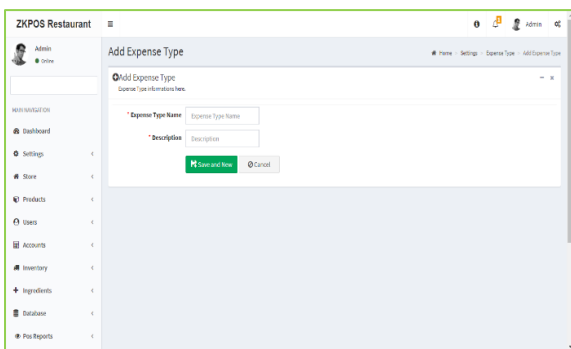 ZKPOS Restaurant
Admin
Add Expense Type
Home - Settings - Expense Type - Add Expense Type
Admin
Online
Add Expense Type
Expense Type informations here.
* Expense Type Name
Expense Type Name
* Description
Description
Save and New
Cancel
MAIN NAVIGATION
Dashboard
Settings
Store
Products
Users
Accounts
Inventory
Ingredients
Database
Pos Reports